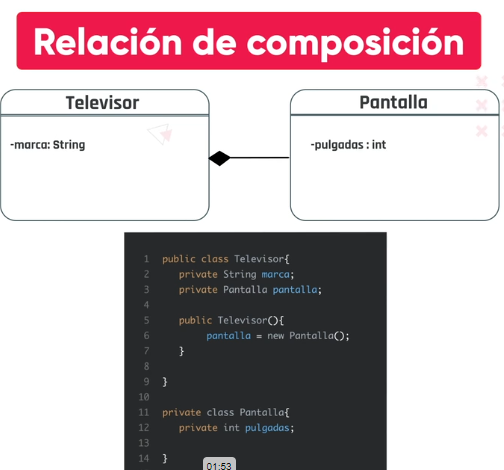 Relación de composición
Televisor
-marca: String
Pantalla
-pulgadas : int
1 public class Televisor{
2 private String marca;
3 private Pantalla pantalla;
4
5 public Televisor(){
6 pantalla = new Pantalla();
7 }
8
9 }
10
11 private class Pantalla{
12 private int pulgadas;
13
14 }
01:53